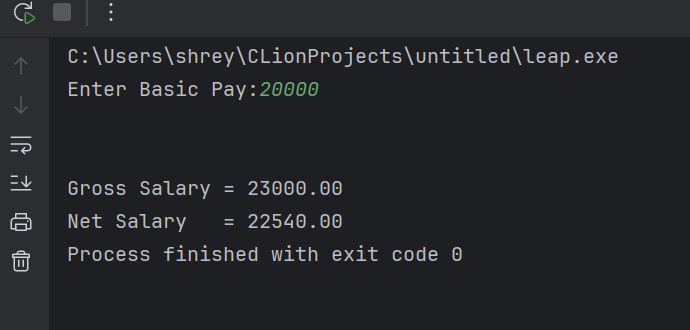 C:\Users\shrey\CLionProjects\untitled\leap.exe
Enter Basic Pay:20000
Gross Salary = 23000.00
Net Salary   = 22540.00
Process finished with exit code 0